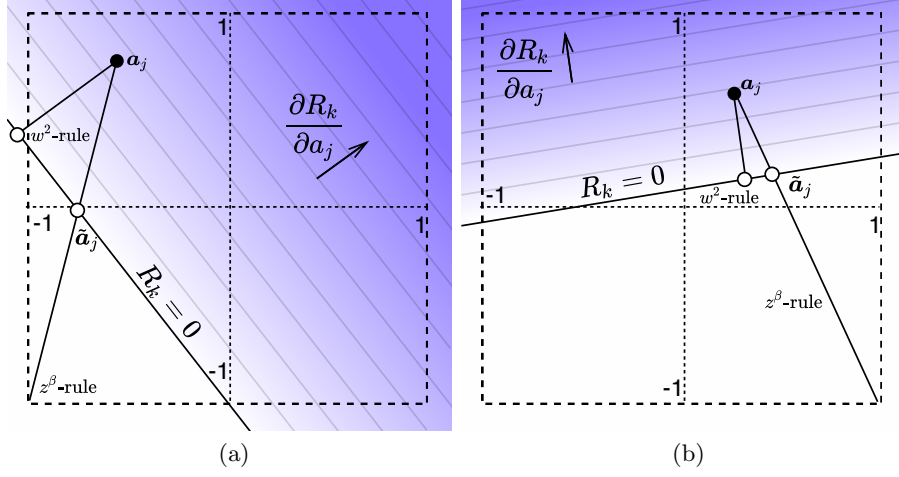 1
a_j
w²-rule
∂R_k
∂a_j
-1
1
ã_j
R_k = 0
-1
z^β-rule
(a)
1
∂R_k
∂a_j
a_j
R_k = 0
ã_j
-1
w²-rule
1
z^β-rule
-1
(b)